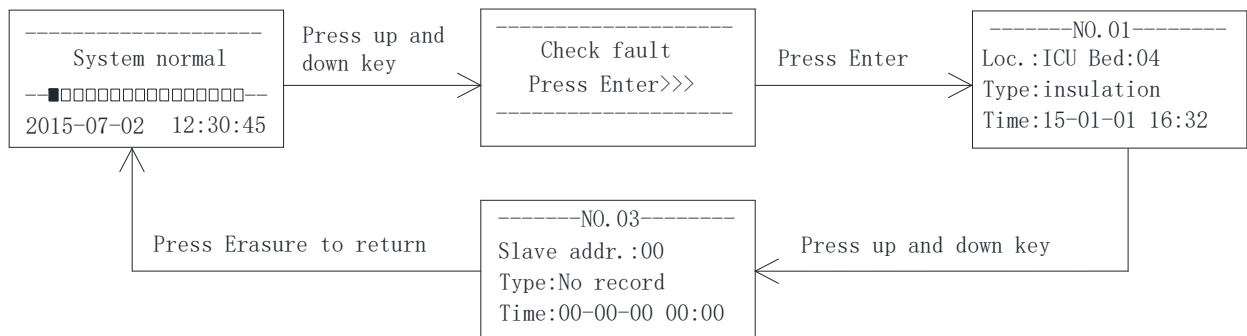 --------------------
System normal
--■□□□□□□□□□□□□□□□--
2015-07-02 12:30:45
Press up and
down key
--------------------
Check fault
Press Enter>>>
--------------------
Press Enter
-------NO.01--------
Loc.:ICU Bed:04
Type:insulation
Time:15-01-01 16:32
Press up and down key
-------NO.03--------
Slave addr.:00
Type:No record
Time:00-00-00 00:00
Press Erasure to return